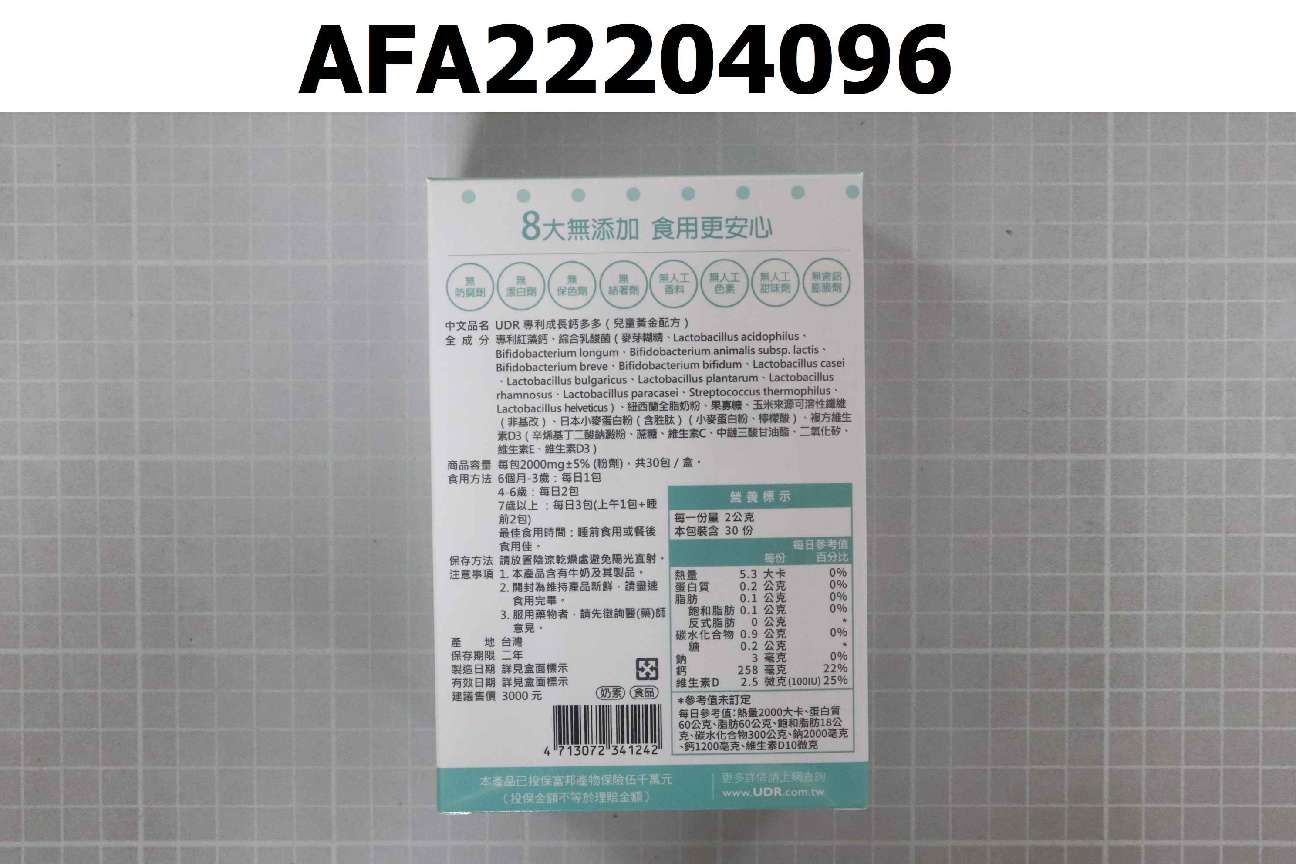 AFA22204096
8大無添加 食用更安心
無防腐劑
無漂白劑
無保色劑
無結著劑
無人工香料
無人工色素
無人工甜味劑
無含鋁膨脹劑
中文品名 UDR 專利成長鈣多多(兒童黃金配方)
全成分 專利紅藻鈣、綜合乳酸菌(麥芽糊精、Lactobacillus acidophilus、
Bifidobacterium longum、Bifidobacterium animalis subsp. lactis、
Bifidobacterium breve、Bifidobacterium bifidum、Lactobacillus casei
、Lactobacillus bulgaricus、Lactobacillus plantarum、Lactobacillus
rhamnosus、Lactobacillus paracasei、Streptococcus thermophilus、
Lactobacillus helveticus)、紐西蘭全脂奶粉、果寡糖、玉米來源可溶性纖維
(非基改)、日本小麥蛋白粉(含胜肽)(小麥蛋白粉、檸檬酸)、複方維生
素D3(辛烯基丁二酸鈉澱粉、蔗糖、維生素C、中鏈三酸甘油酯、二氧化矽、
維生素E、維生素D3)
商品容量 每包2000mg±5% (粉劑),共30包/盒。
食用方法 6個月-3歲:每日1包
4-6歲:每日2包
7歲以上:每日3包(上午1包+睡
前2包)
最佳食用時間:睡前食用或餐後
食用佳。
保存方法 請放置陰涼乾燥處避免陽光直射。
注意事項 1. 本產品含有牛奶及其製品。
2. 開封為維持產品新鮮,請儘速
食用完畢。
3. 服用藥物者,請先徵詢醫(藥)師
意見。
產地 台灣
保存期限 二年
製造日期 詳見盒面標示
有效日期 詳見盒面標示
建議售價 3000 元
奶素 食品
4 713072 341242
營養標示
每一份量 2公克
本包裝含 30 份
每份 每日參考值百分比
熱量 5.3 大卡 0%
蛋白質 0.2 公克 0%
脂肪 0.1 公克 0%
飽和脂肪 0.1 公克 0%
反式脂肪 0 公克 *
碳水化合物 0.9 公克 0%
糖 0.2 公克 *
鈉 3 毫克 0%
鈣 258 毫克 22%
維生素D 2.5 微克(100IU) 25%
*參考值未訂定
每日參考值:熱量2000大卡、蛋白質
60公克、脂肪60公克、飽和脂肪18公
克、碳水化合物300公克、鈉2000毫克
、鈣1200毫克、維生素D10微克
本產品已投保富邦產物保險伍千萬元
(投保金額不等於理賠金額)
更多詳情請上網查詢
www.UDR.com.tw